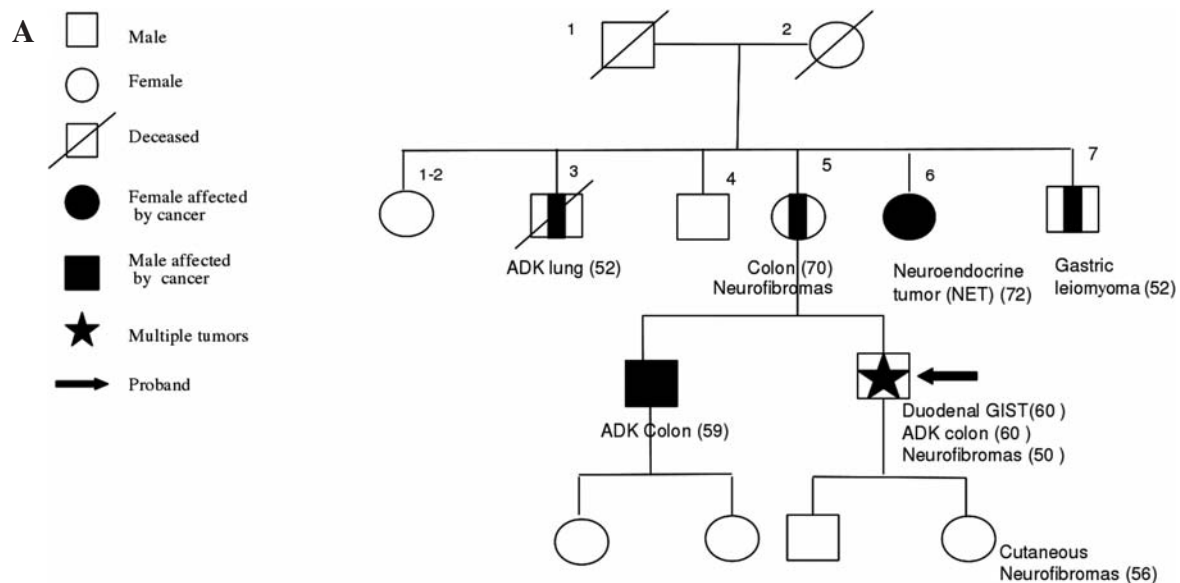 A
Male
Female
Deceased
Female affected
by cancer
Male affected
by cancer
Multiple tumors
Proband
1
2
1-2
3
4
5
6
7
ADK lung (52)
Colon (70)
Neurofibromas
Neuroendocrine
tumor (NET) (72)
Gastric
leiomyoma (52)
ADK Colon (59)
Duodenal GIST(60 )
ADK colon (60 )
Neurofibromas (50 )
Cutaneous
Neurofibromas (56)